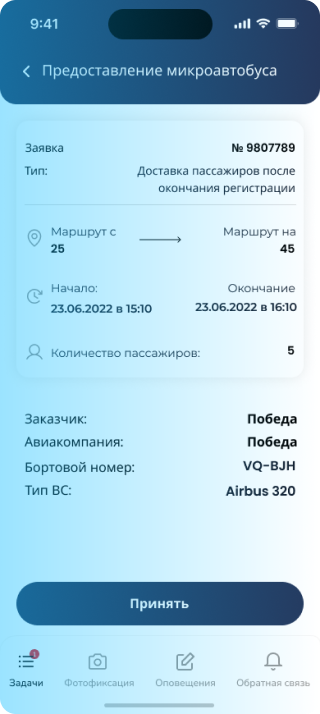 9:41
Предоставление микроавтобуса
Заявка № 9807789
Тип: Доставка пассажиров после
окончания регистрации
Маршрут с Маршрут на
25 45
Начало: Окончание
23.06.2022 в 15:10 23.06.2022 в 16:10
Количество пассажиров: 5
Заказчик: Победа
Авиакомпания: Победа
Бортовой номер: VQ-BJH
Тип ВС: Airbus 320
Принять
1
Задачи Фотофиксация Оповещения Обратная связь